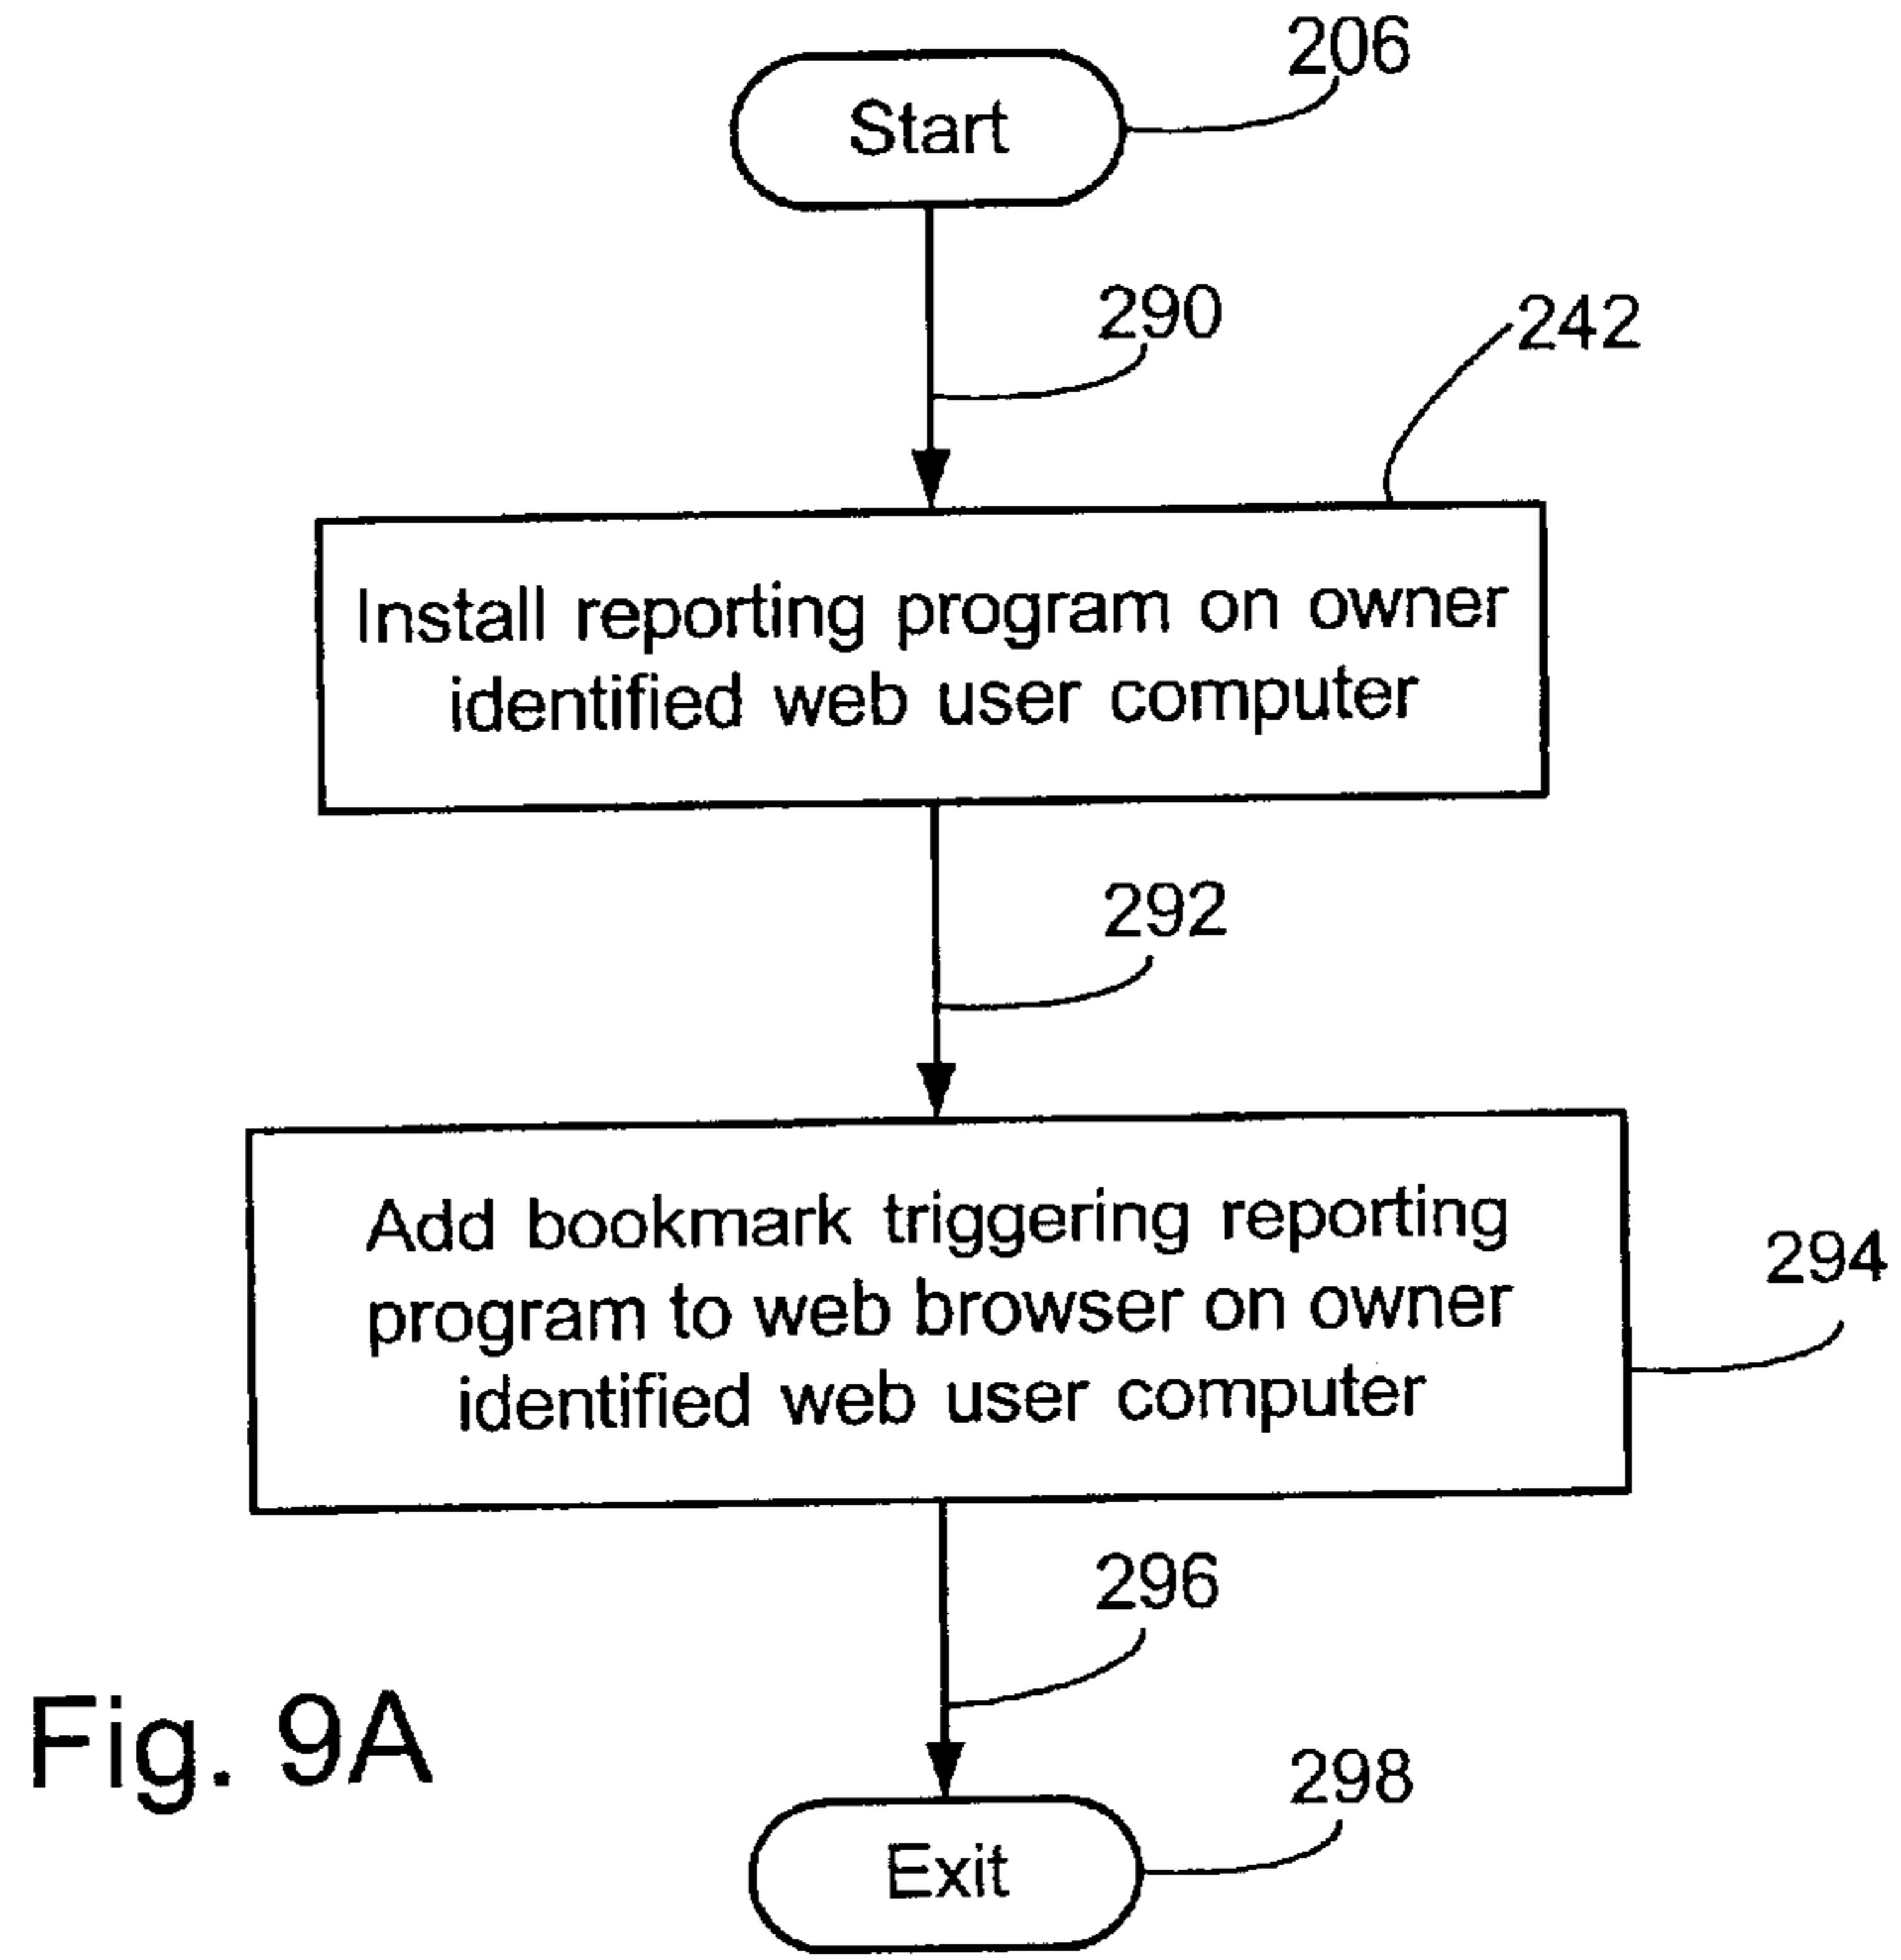 206
Start
290
242
Install reporting program on owner
identified web user computer
292
Add bookmark triggering reporting
program to web browser on owner
identified web user computer
294
296
Fig. 9A
298
Exit